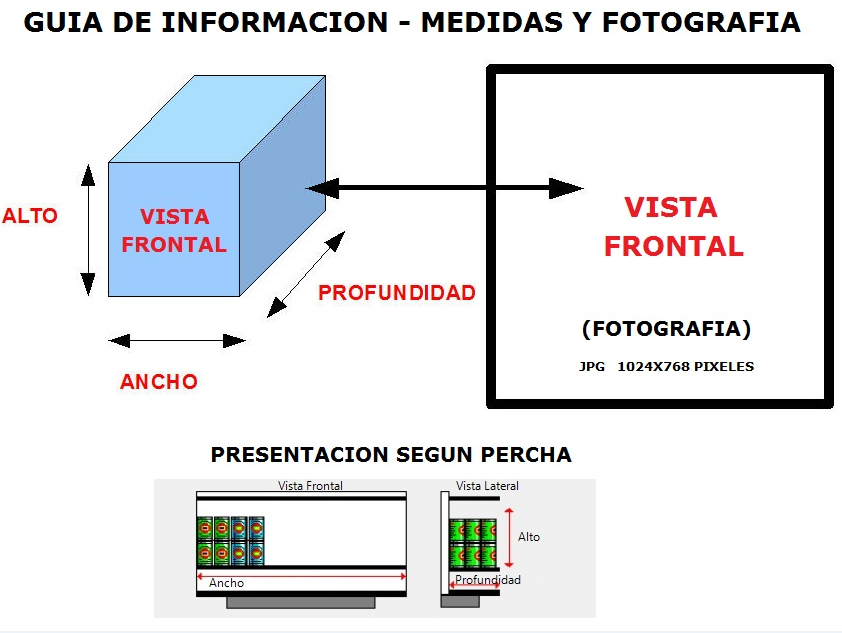 GUIA DE INFORMACION - MEDIDAS Y FOTOGRAFIA
ALTO
VISTA
FRONTAL
PROFUNDIDAD
ANCHO
VISTA
FRONTAL
(FOTOGRAFIA)
JPG 1024X768 PIXELES
PRESENTACION SEGUN PERCHA
Vista Frontal
Ancho
Vista Lateral
Alto
Profundidad